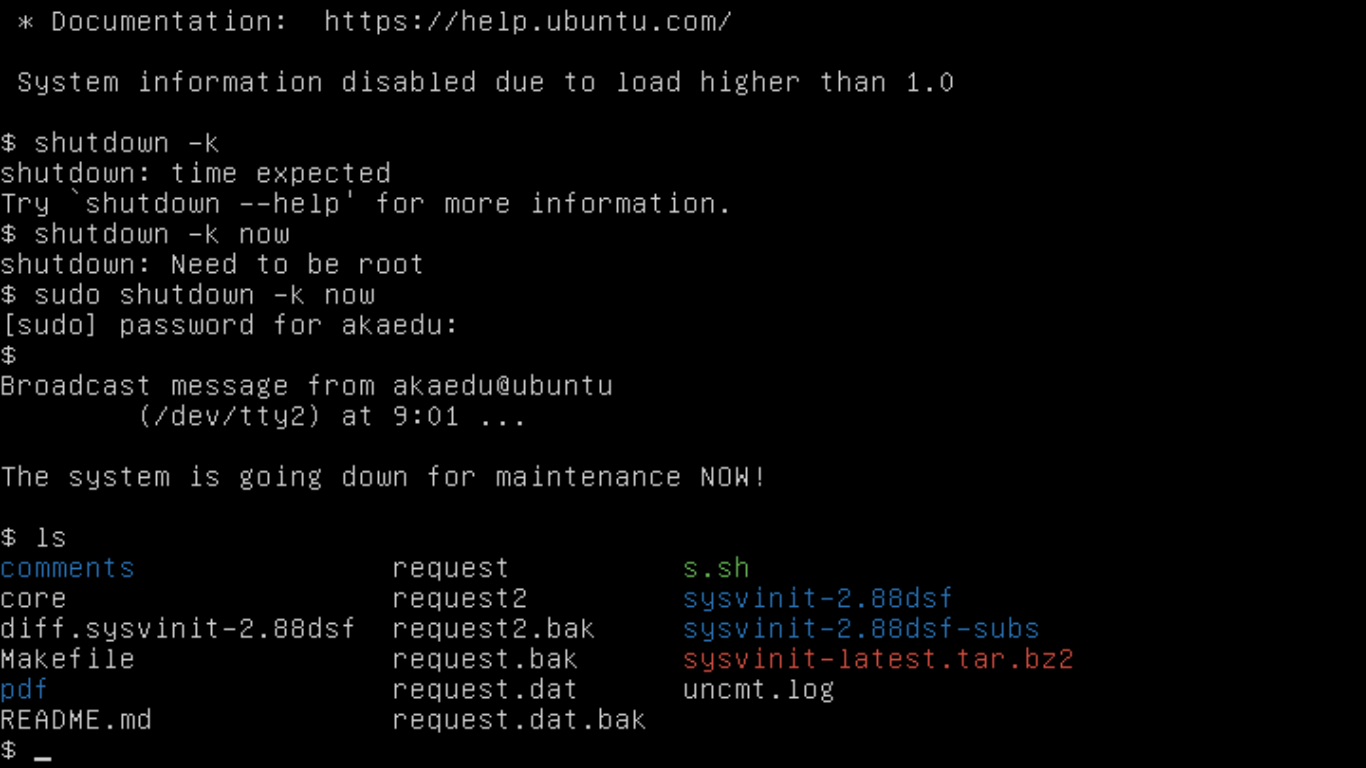 * Documentation:  https://help.ubuntu.com/
System information disabled due to load higher than 1.0
$ shutdown -k
shutdown: time expected
Try `shutdown --help' for more information.
$ shutdown -k now
shutdown: Need to be root
$ sudo shutdown -k now
[sudo] password for akaedu:
$
Broadcast message from akaedu@ubuntu
        (/dev/tty2) at 9:01 ...
The system is going down for maintenance NOW!
$ ls
comments               request          s.sh
core                   request2         sysvinit-2.88dsf
diff.sysvinit-2.88dsf  request2.bak     sysvinit-2.88dsf-subs
Makefile               request.bak      sysvinit-latest.tar.bz2
pdf                    request.dat      uncmt.log
README.md              request.dat.bak
$ _